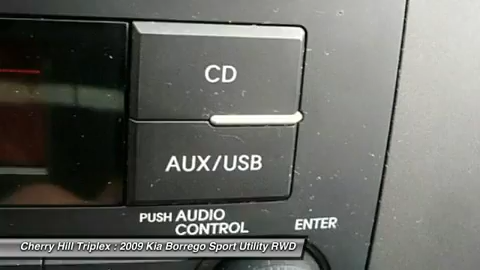 CD
AUX/USB
PUSH AUDIO
CONTROL
ENTER
Cherry Hill Triplex : 2009 Kia Borrego Sport Utility RWD